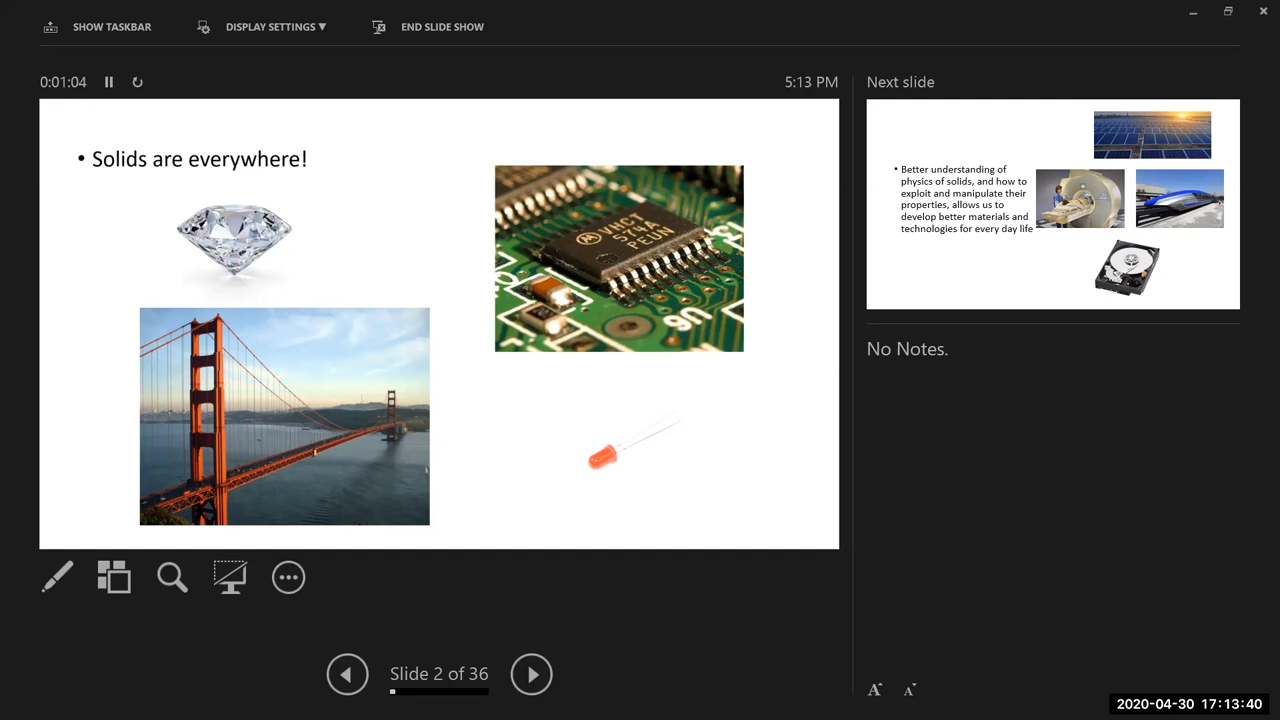 SHOW TASKBAR
DISPLAY SETTINGS ▼
END SLIDE SHOW
0:01:04
5:13 PM
Next slide
• Solids are everywhere!
VHCT
574A
PEUN
• Better understanding of
physics of solids, and how to
exploit and manipulate their
properties, allows us to
develop better materials and
technologies for every day life
No Notes.
Slide 2 of 36
A A
2020-04-30 17:13:40